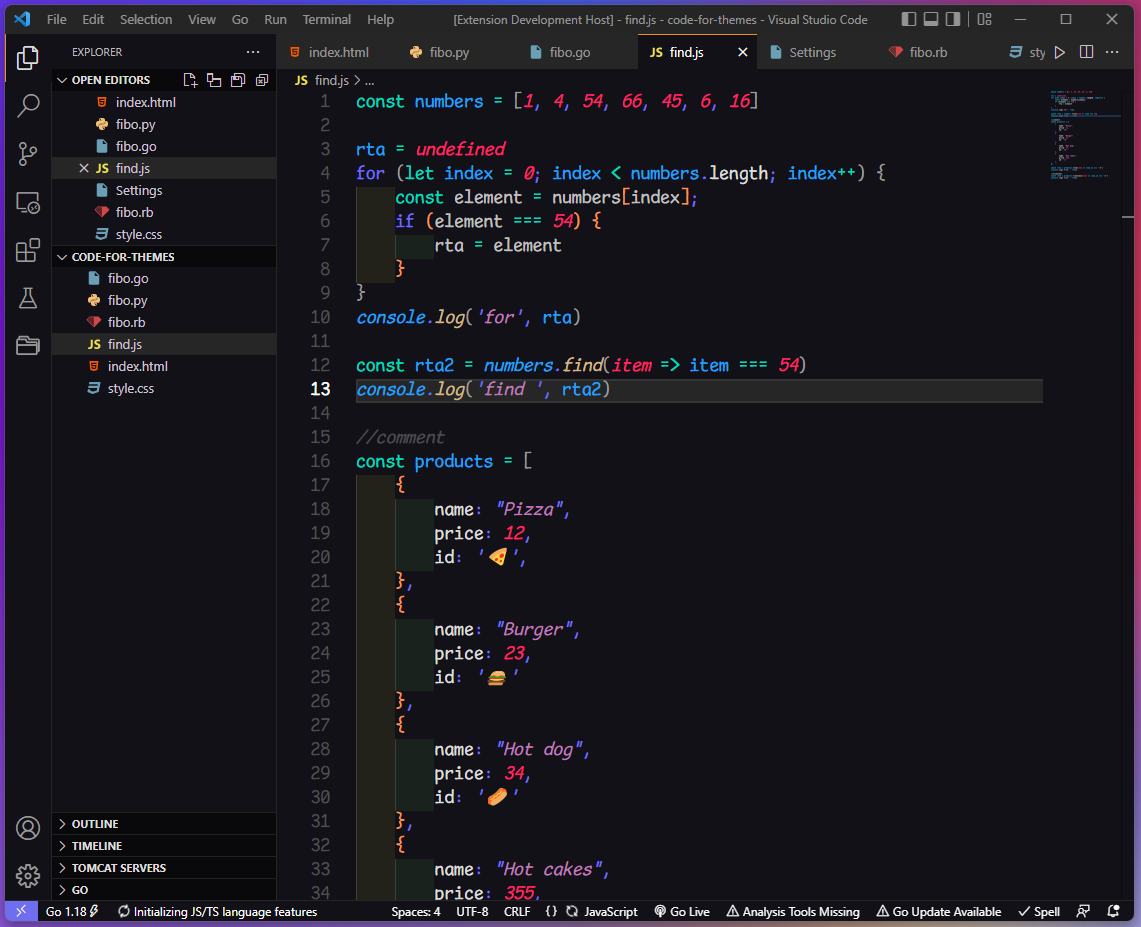 File Edit Selection View Go Run Terminal Help [Extension Development Host] - find.js - code-for-themes - Visual Studio Code
EXPLORER
index.html fibo.py fibo.go JS find.js Settings fibo.rb sty
JS find.js > ...
OPEN EDITORS
index.html
fibo.py
fibo.go
JS find.js
Settings
fibo.rb
style.css
CODE-FOR-THEMES
fibo.go
fibo.py
fibo.rb
JS find.js
index.html
style.css
OUTLINE
TIMELINE
TOMCAT SERVERS
GO
1 const numbers = [1, 4, 54, 66, 45, 6, 16]
2
3 rta = undefined
4 for (let index = 0; index < numbers.length; index++) {
5 const element = numbers[index];
6 if (element === 54) {
7 rta = element
8 }
9 }
10 console.log('for', rta)
11
12 const rta2 = numbers.find(item => item === 54)
13 console.log('find ', rta2)
14
15 //comment
16 const products = [
17 {
18 name: "Pizza",
19 price: 12,
20 id: '🍕',
21 },
22 {
23 name: "Burger",
24 price: 23,
25 id: '🍔'
26 },
27 {
28 name: "Hot dog",
29 price: 34,
30 id: '🌭'
31 },
32 {
33 name: "Hot cakes",
34 price: 355,
Go 1.18 Initializing JS/TS language features Spaces: 4 UTF-8 CRLF {} JavaScript Go Live Analysis Tools Missing Go Update Available Spell